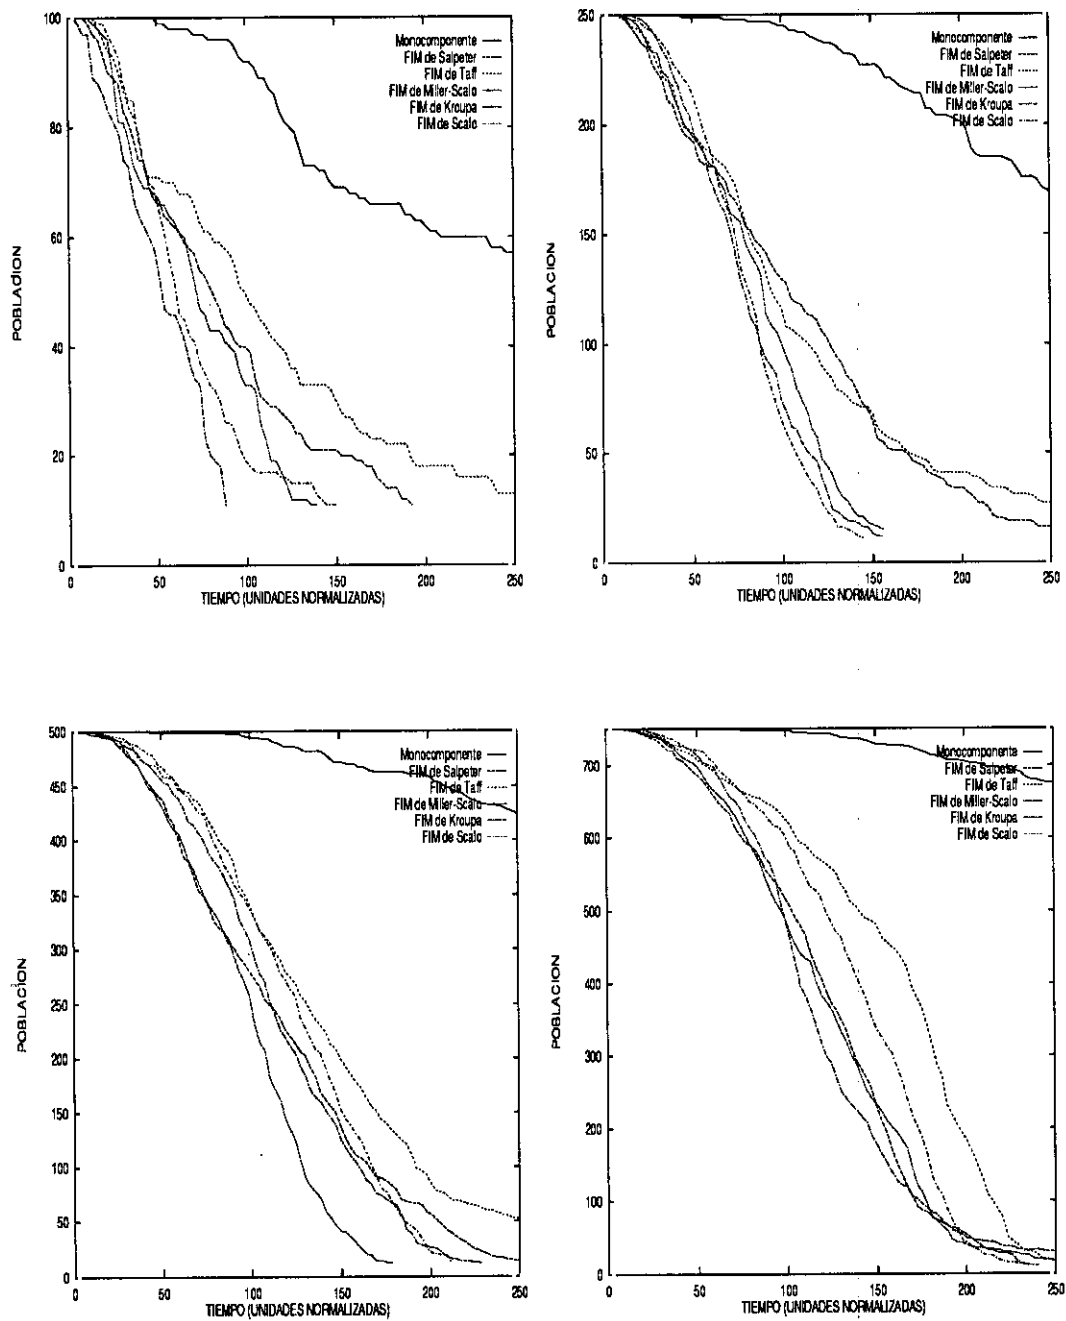 100
80
60
40
20
0
POBLACION
Monocomponente
FIM de Salpeter
FIM de Taff
FIM de Miller-Scalo
FIM de Kroupa
FIM de Scalo
0 50 100 150 200 250
TIEMPO (UNIDADES NORMALIZADAS)
250
200
150
100
50
0
POBLACION
Monocomponente
FIM de Salpeter
FIM de Taff
FIM de Miller-Scalo
FIM de Kroupa
FIM de Scalo
0 50 100 150 200 250
TIEMPO (UNIDADES NORMALIZADAS)
500
450
400
350
300
250
200
150
100
50
0
POBLACION
Monocomponente
FIM de Salpeter
FIM de Taff
FIM de Miller-Scalo
FIM de Kroupa
FIM de Scalo
0 50 100 150 200 250
TIEMPO (UNIDADES NORMALIZADAS)
700
600
500
400
300
200
100
0
POBLACION
Monocomponente
FIM de Salpeter
FIM de Taff
FIM de Miller-Scalo
FIM de Kroupa
FIM de Scalo
0 50 100 150 200 250
TIEMPO (UNIDADES NORMALIZADAS)